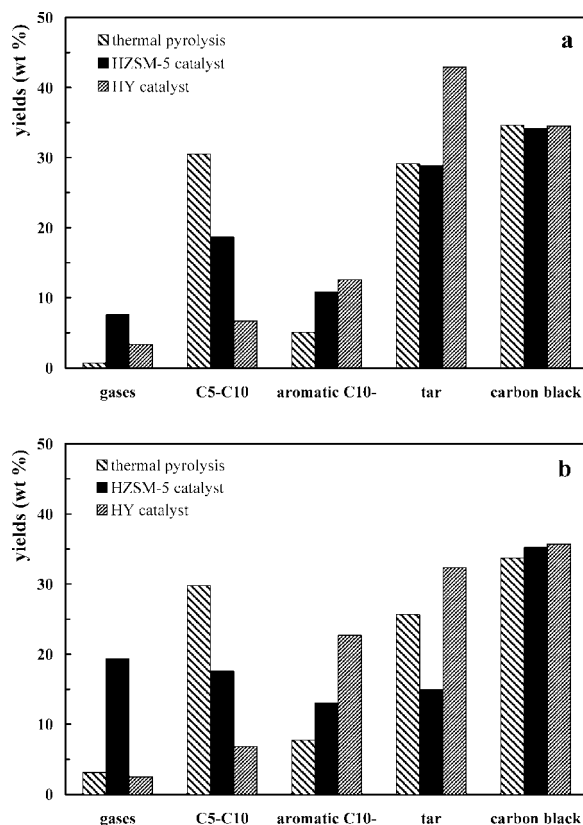 50
a
thermal pyrolysis
HZSM-5 catalyst
HY catalyst
40
30
20
10
0
yields (wt %)
gases C5-C10 aromatic C10- tar carbon black
50
b
thermal pyrolysis
HZSM-5 catalyst
HY catalyst
40
30
20
10
0
yields (wt %)
gases C5-C10 aromatic C10- tar carbon black